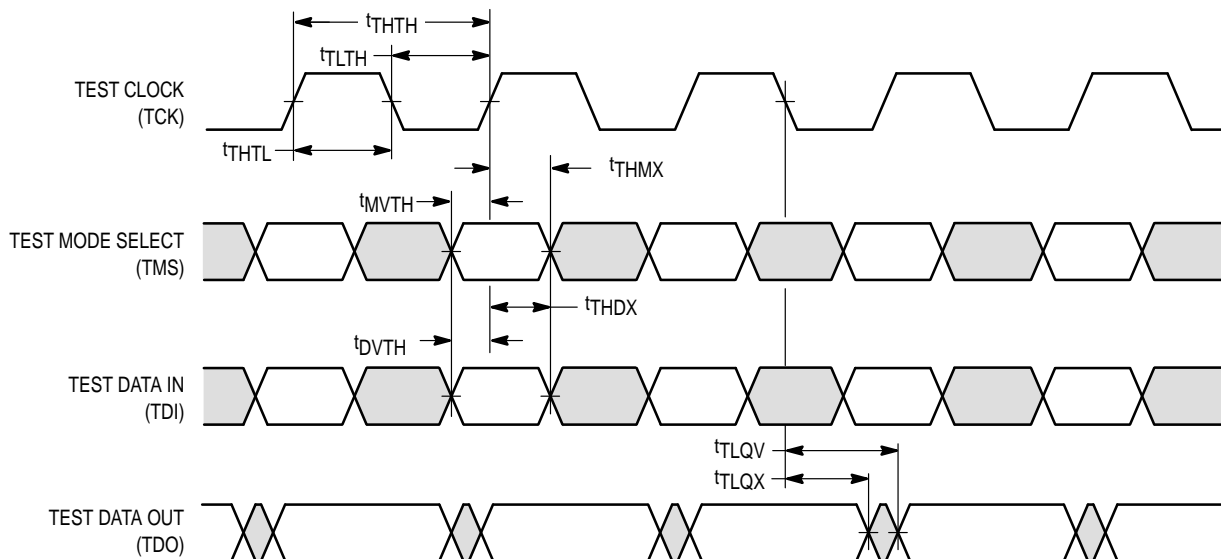 tTHTH
tTLTH
TEST CLOCK
(TCK)
tTHTL
tTHMX
tMVTH
TEST MODE SELECT
(TMS)
tTHDX
tDVTH
TEST DATA IN
(TDI)
tTLQV
tTLQX
TEST DATA OUT
(TDO)